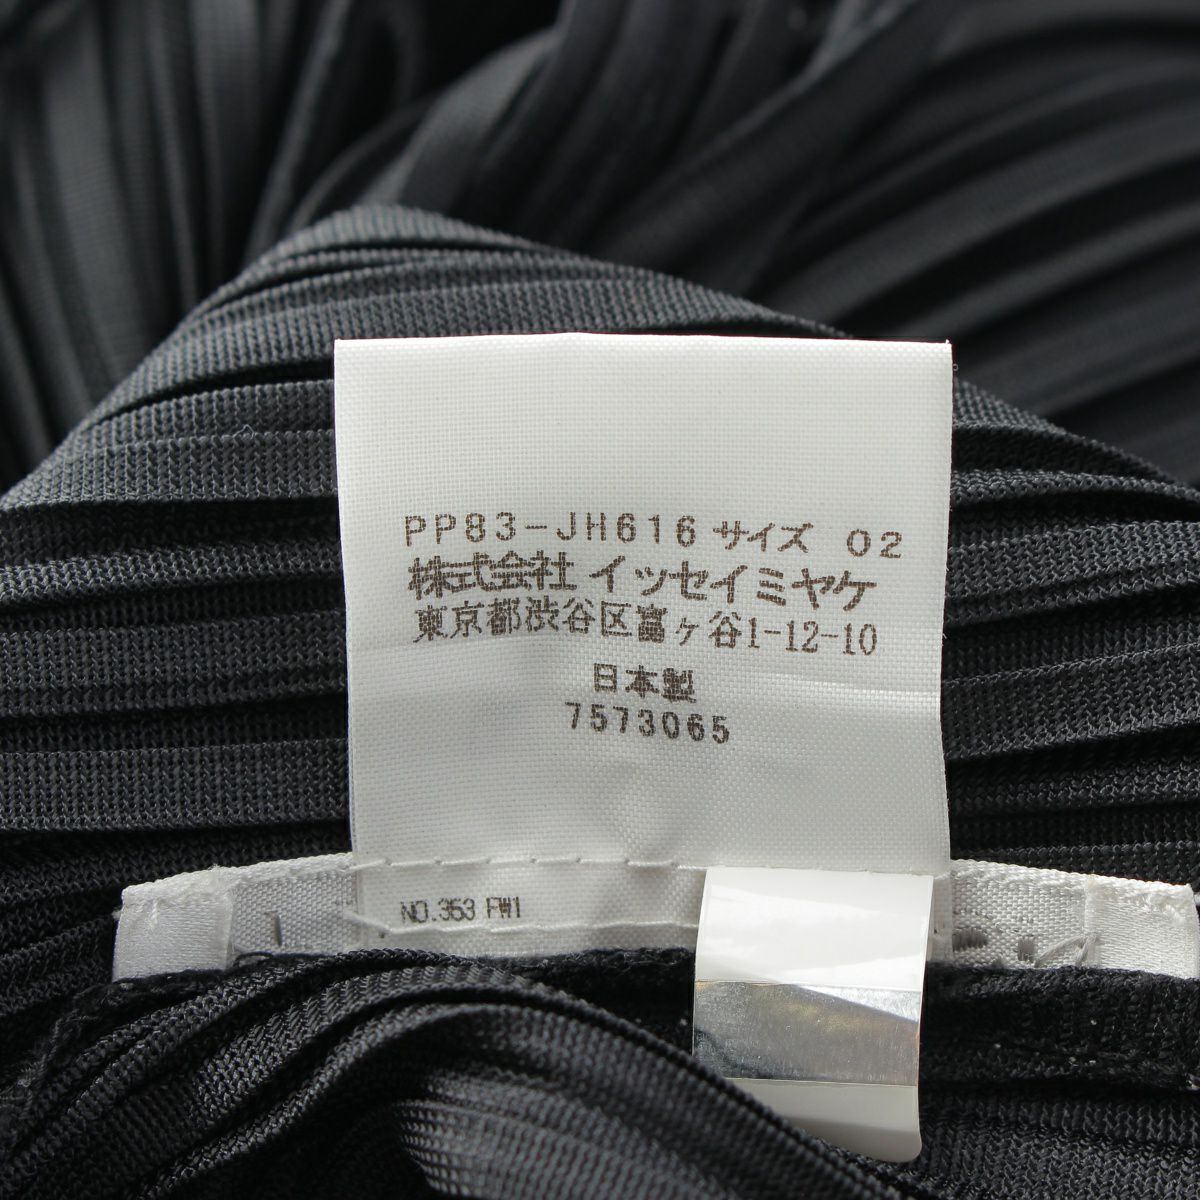 PP83-JH616 サイズ 02
株式会社 イッセイミヤケ
東京都渋谷区富ヶ谷1-12-10
日本製
7573065
NO.353 FW1